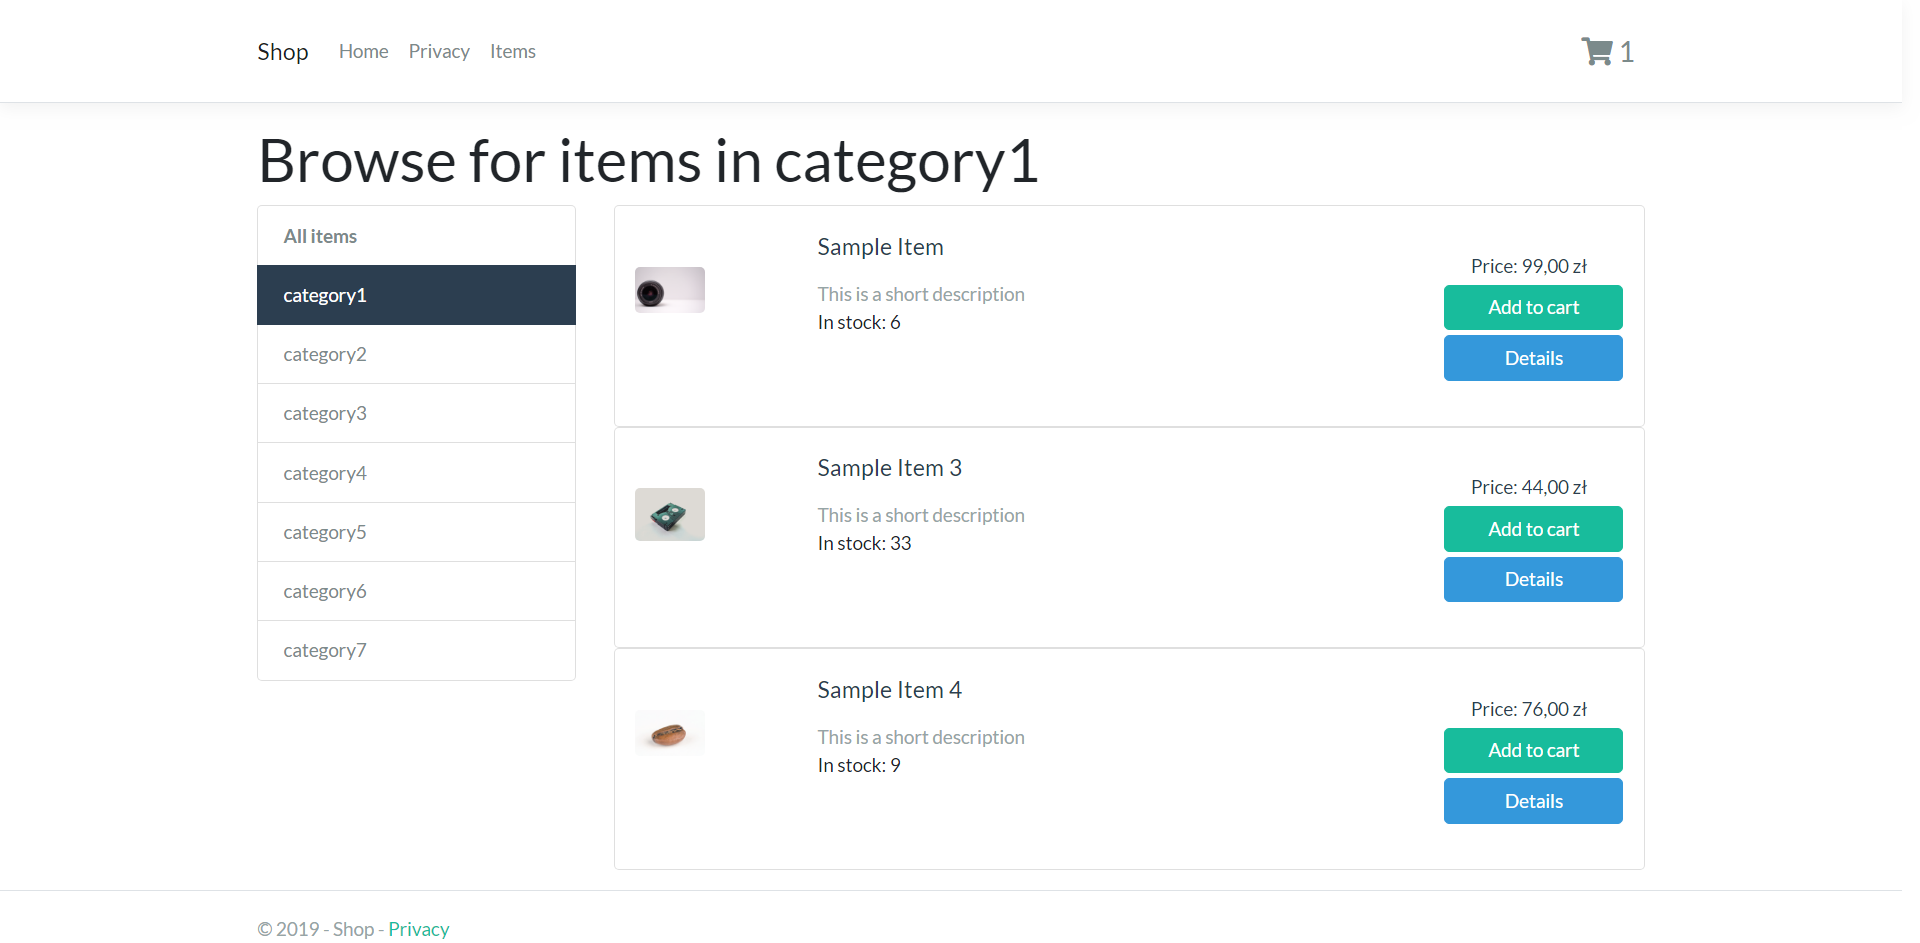 Shop Home Privacy Items 1
Browse for items in category1
All items
category1
category2
category3
category4
category5
category6
category7
Sample Item
This is a short description
In stock: 6
Price: 99,00 zł
Add to cart
Details
Sample Item 3
This is a short description
In stock: 33
Price: 44,00 zł
Add to cart
Details
Sample Item 4
This is a short description
In stock: 9
Price: 76,00 zł
Add to cart
Details
© 2019 - Shop - Privacy